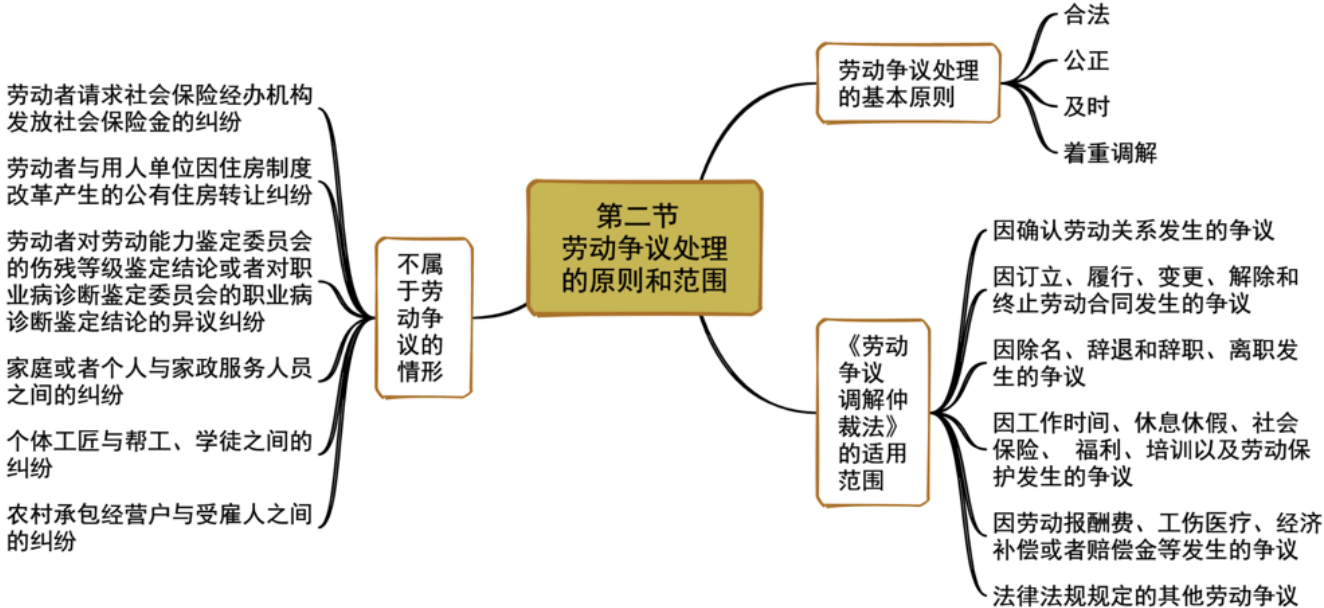 第二节
劳动争议处理
的原则和范围
劳动争议处理
的基本原则
合法
公正
及时
着重调解
《劳动
争议
调解仲
裁法》
的适用
范围
因确认劳动关系发生的争议
因订立、履行、变更、解除和
终止劳动合同发生的争议
因除名、辞退和辞职、离职发
生的争议
因工作时间、休息休假、社会
保险、 福利、培训以及劳动保
护发生的争议
因劳动报酬费、工伤医疗、经济
补偿或者赔偿金等发生的争议
法律法规规定的其他劳动争议
不属
于劳
动争
议的
情形
劳动者请求社会保险经办机构
发放社会保险金的纠纷
劳动者与用人单位因住房制度
改革产生的公有住房转让纠纷
劳动者对劳动能力鉴定委员会
的伤残等级鉴定结论或者对职
业病诊断鉴定委员会的职业病
诊断鉴定结论的异议纠纷
家庭或者个人与家政服务人员
之间的纠纷
个体工匠与帮工、学徒之间的
纠纷
农村承包经营户与受雇人之间
的纠纷